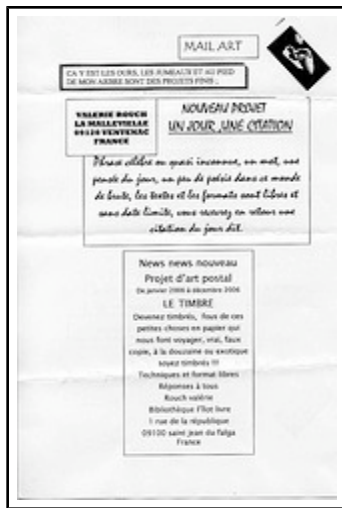 MAIL ART
CA Y EST LES OURS, LES JUMEAUX ET AU PIED
DE MON ARBRE SONT DES PROJETS FINIS.
VALERIE ROUCH
LA MALLEVIELLE
09120 VENTENAC
FRANCE
NOUVEAU PROJET
UN JOUR, UNE CITATION
Phrase célèbre ou quasi inconnue, un mot, une
pensée du jour, un peu de poésie dans ce monde
de brute, les textes et les formats sont libres et
sans date limite, vous recevrez en retour une
citation du jour dit.
News news nouveau
Projet d'art postal
De janvier 2006 à décembre 2006
LE TIMBRE
Devenez timbrés, fous de ces
petites choses en papier qui
nous font voyager, vrai, faux
copie, à la douzaine ou exotique
soyez timbrés !!!
Techniques et format libres
Réponses à tous
Rouch valérie
Bibliothèque l'îlot livre
1 rue de la république
09100 saint jean du falga
France